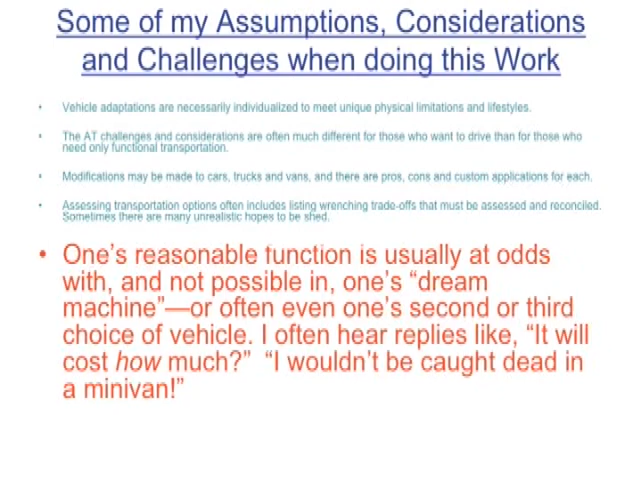 Some of my Assumptions, Considerations
and Challenges when doing this Work
• Vehicle adaptations are necessarily individualized to meet unique physical limitations and lifestyles.
• The AT challenges and considerations are often much different for those who want to drive than for those who
need only functional transportation.
• Modifications may be made to cars, trucks and vans, and there are pros, cons and custom applications for each.
• Assessing transportation options often includes listing wrenching trade-offs that must be assessed and reconciled.
Sometimes there are many unrealistic hopes to be shed.
• One’s reasonable function is usually at odds
with, and not possible in, one’s “dream
machine”—or often even one’s second or third
choice of vehicle. I often hear replies like, “It will
cost how much?” “I wouldn’t be caught dead in
a minivan!”